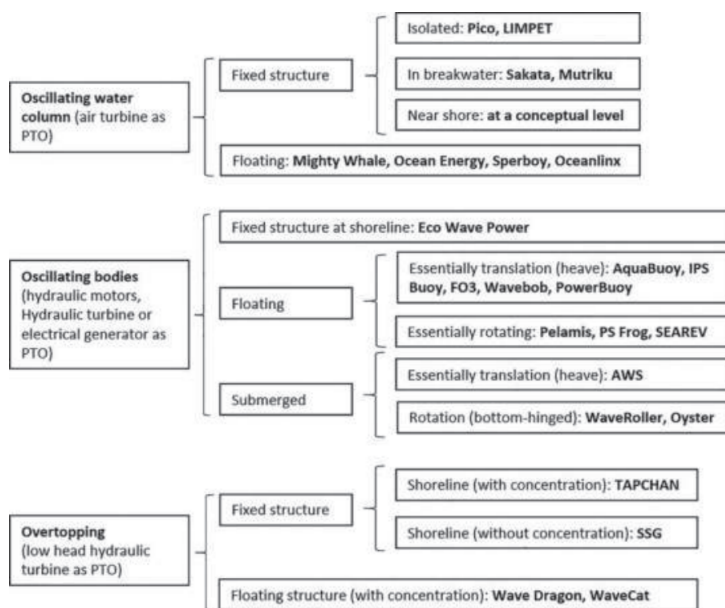 Isolated: Pico, LIMPET
Fixed structure
In breakwater: Sakata, Mutriku
Oscillating water
column (air turbine as
PTO)
Near shore: at a conceptual level
Floating: Mighty Whale, Ocean Energy, Sperboy, Oceanlinx
Fixed structure at shoreline: Eco Wave Power
Oscillating bodies
(hydraulic motors,
Hydraulic turbine or
electrical generator as
PTO)
Floating
Essentially translation (heave): AquaBuoy, IPS
Buoy, FO3, Wavebob, PowerBuoy
Essentially rotating: Pelamis, PS Frog, SEAREV
Submerged
Essentially translation (heave): AWS
Rotation (bottom-hinged): WaveRoller, Oyster
Overtopping
(low head hydraulic
turbine as PTO)
Fixed structure
Shoreline (with concentration): TAPCHAN
Shoreline (without concentration): SSG
Floating structure (with concentration): Wave Dragon, WaveCat